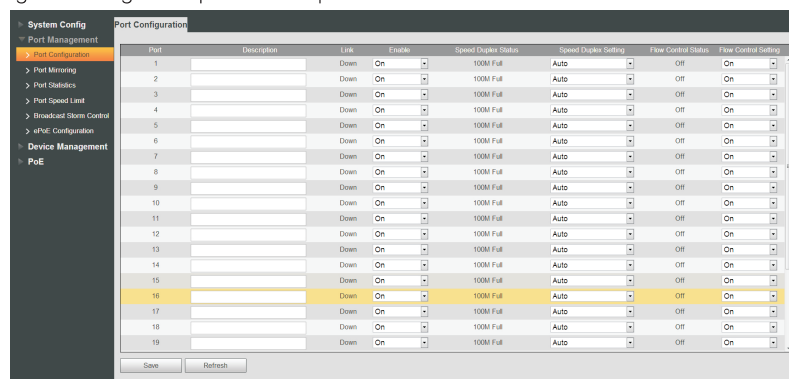 System Config
Port Management
Port Configuration
Port Mirroring
Port Statistics
Port Speed Limit
Broadcast Storm Control
ePoE Configuration
Device Management
PoE
Port Configuration
Port Description Link Enable Speed Duplex Status Speed Duplex Setting Flow Control Status Flow Control Setting
1 Down On 100M Full Auto Off On
2 Down On 100M Full Auto Off On
3 Down On 100M Full Auto Off On
4 Down On 100M Full Auto Off On
5 Down On 100M Full Auto Off On
6 Down On 100M Full Auto Off On
7 Down On 100M Full Auto Off On
8 Down On 100M Full Auto Off On
9 Down On 100M Full Auto Off On
10 Down On 100M Full Auto Off On
11 Down On 100M Full Auto Off On
12 Down On 100M Full Auto Off On
13 Down On 100M Full Auto Off On
14 Down On 100M Full Auto Off On
15 Down On 100M Full Auto Off On
16 Down On 100M Full Auto Off On
17 Down On 100M Full Auto Off On
18 Down On 100M Full Auto Off On
19 Down On 100M Full Auto Off On
Save Refresh